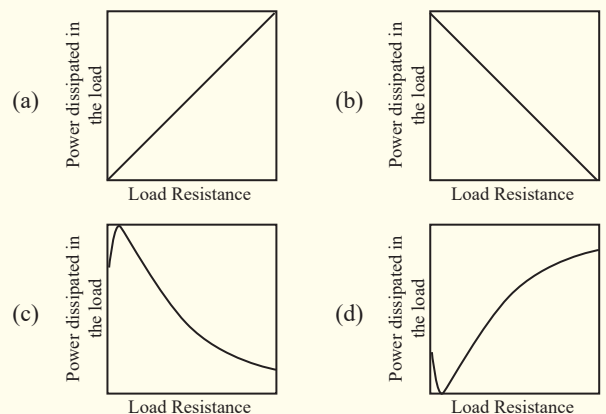 (a)
Power dissipated in
the load
Load Resistance
(b)
Power dissipated in
the load
Load Resistance
(c)
Power dissipated in
the load
Load Resistance
(d)
Power dissipated in
the load
Load Resistance